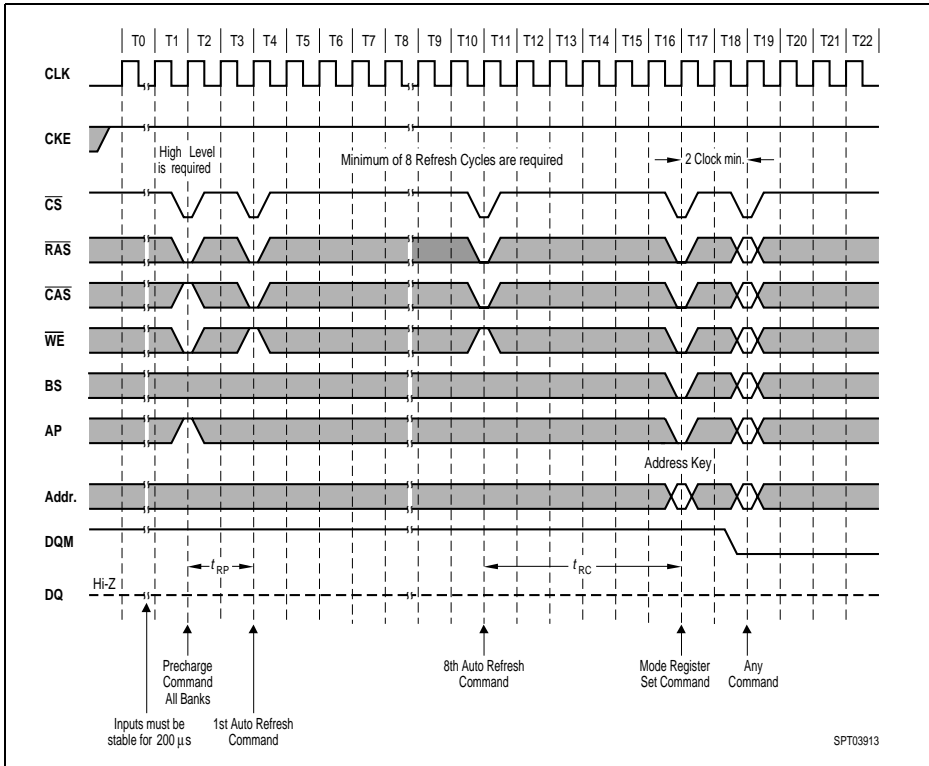 T0 T1 T2 T3 T4 T5 T6 T7 T8 T9 T10 T11 T12 T13 T14 T15 T16 T17 T18 T19 T20 T21 T22
CLK
CKE
High Level
is required
Minimum of 8 Refresh Cycles are required
2 Clock min.
CS
RAS
CAS
WE
BS
AP
Address Key
Addr.
DQM
tRP
tRC
Hi-Z
DQ
Precharge
Command
All Banks
8th Auto Refresh
Command
Mode Register
Set Command
Any
Command
Inputs must be
stable for 200 µs
1st Auto Refresh
Command
SPT03913